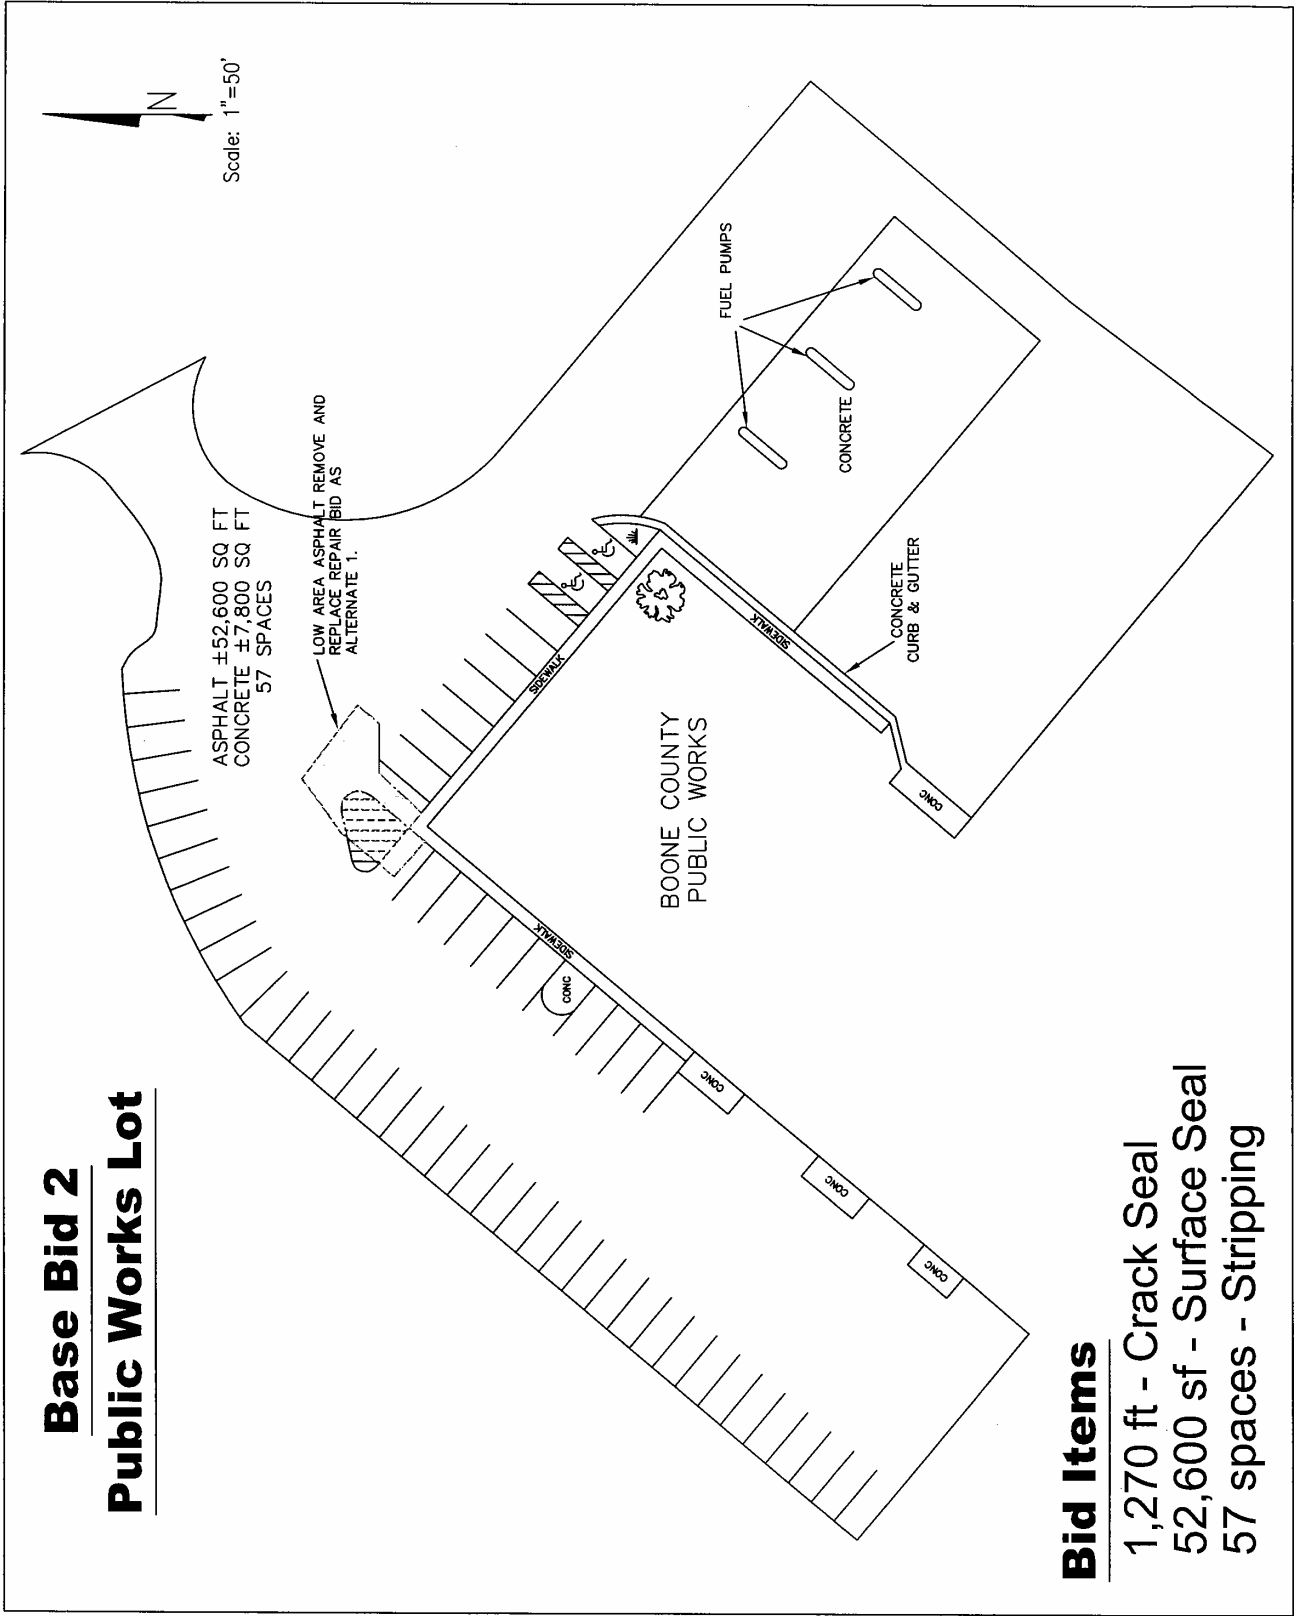 Base Bid 2
Public Works Lot
N
Scale: 1"=50'
ASPHALT ±52,600 SQ FT
CONCRETE ±7,800 SQ FT
57 SPACES
LOW AREA ASPHALT REMOVE AND
REPLACE REPAIR BID AS
ALTERNATE 1.
FUEL PUMPS
CONCRETE
SIDEWALK
SIDEWALK
CONCRETE
CURB & GUTTER
BOONE COUNTY
PUBLIC WORKS
CONC
SIDEWALK
CONC
CONC
CONC
CONC
Bid Items
1,270 ft - Crack Seal
52,600 sf - Surface Seal
57 spaces - Stripping